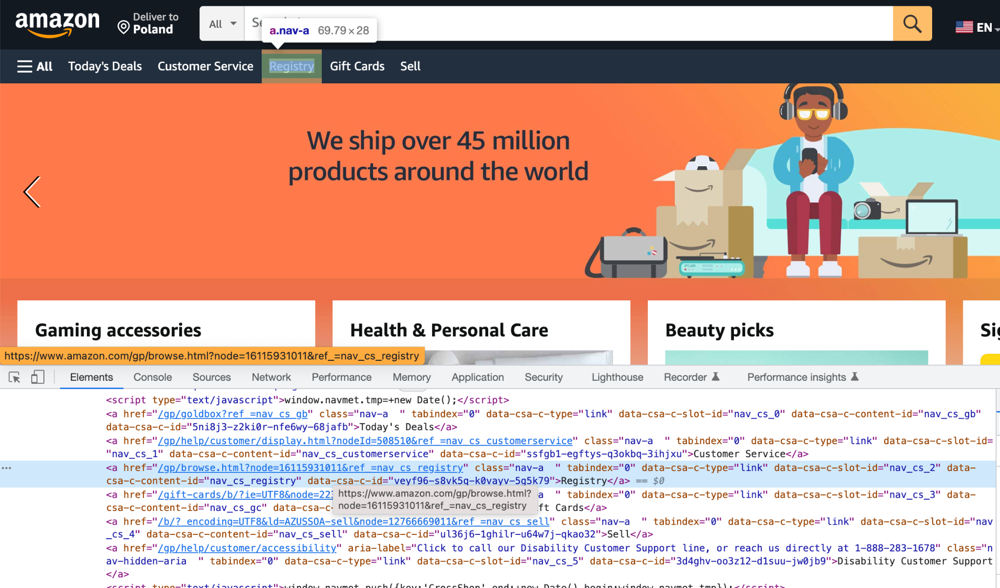 amazon
Deliver to
Poland
All
EN
a.nav-a 69.79×28
All Today's Deals Customer Service Registry Gift Cards Sell
We ship over 45 million
products around the world
Gaming accessories
Health & Personal Care
Beauty picks
https://www.amazon.com/gp/browse.html?node=16115931011&ref_=nav_cs_registry
Elements Console Sources Network Performance Memory Application Security Lighthouse Recorder Performance insights
<script type="text/javascript">window.navmet.tmp=+new Date();</script>
<a href="/gp/goldbox?ref_=nav_cs_gb" class="nav-a  " tabindex="0" data-csa-c-type="link" data-csa-c-slot-id="nav_cs_0" data-csa-c-content-id="nav_cs_gb"
data-csa-c-id="5ni8j3-z2ki0r-nfe6wy-68jafb">Today's Deals</a>
<a href="/gp/help/customer/display.html?nodeId=508510&ref_=nav_cs_customerservice" class="nav-a  " tabindex="0" data-csa-c-type="link" data-csa-c-slot-id=
"nav_cs_1" data-csa-c-content-id="nav_cs_customerservice" data-csa-c-id="ssfgb1-egftys-q3okbq-3ihjxu">Customer Service</a>
<a href="/gp/browse.html?node=16115931011&ref_=nav_cs_registry" class="nav-a  " tabindex="0" data-csa-c-type="link" data-csa-c-slot-id="nav_cs_2" data-
csa-c-content-id="nav_cs_registry" data-csa-c-id="veyf96-s8vk5q-k0vayv-5g5k79">Registry</a> == $0
<a href="/gift-cards/b/?ie=UTF8&node=223 a  " tabindex="0" data-csa-c-type="link" data-csa-c-slot-id="nav_cs_3" data-
csa-c-content-id="nav_cs_gc" data-csa-c- ft Cards</a>
https://www.amazon.com/gp/browse.html?
node=16115931011&ref_=nav_cs_registry
<a href="/b/?_encoding=UTF8&ld=AZUSSOA-sell&node=12766669011&ref_=nav_cs_sell" class="nav-a  " tabindex="0" data-csa-c-type="link" data-csa-c-slot-id="nav
_cs_4" data-csa-c-content-id="nav_cs_sell" data-csa-c-id="ul36j6-1ghilr-u64w7j-qkao32">Sell</a>
<a href="/gp/help/customer/accessibility" aria-label="Click to call our Disability Customer Support line, or reach us directly at 1-888-283-1678" class="n
av-hidden-aria  " tabindex="0" data-csa-c-type="link" data-csa-c-slot-id="nav_cs_5" data-csa-c-id="3d4ghv-oo3z12-d1suu-jw0jb9">Disability Customer Support
</a>
<script type="text/javascript">window.navmet.push({key:'CrossShop',end:+new Date(),begin:window.navmet.tmp});</script>